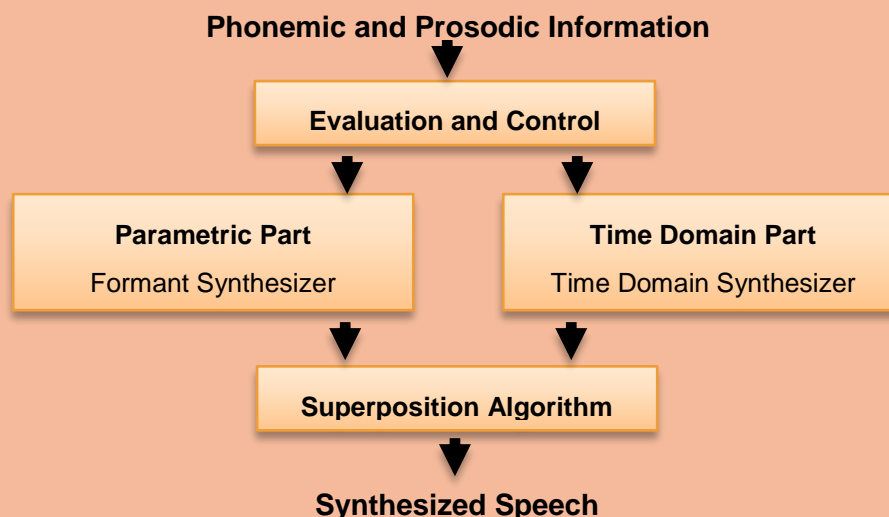 Phonemic and Prosodic Information
Evaluation and Control
Parametric Part
Formant Synthesizer
Time Domain Part
Time Domain Synthesizer
Superposition Algorithm
Synthesized Speech